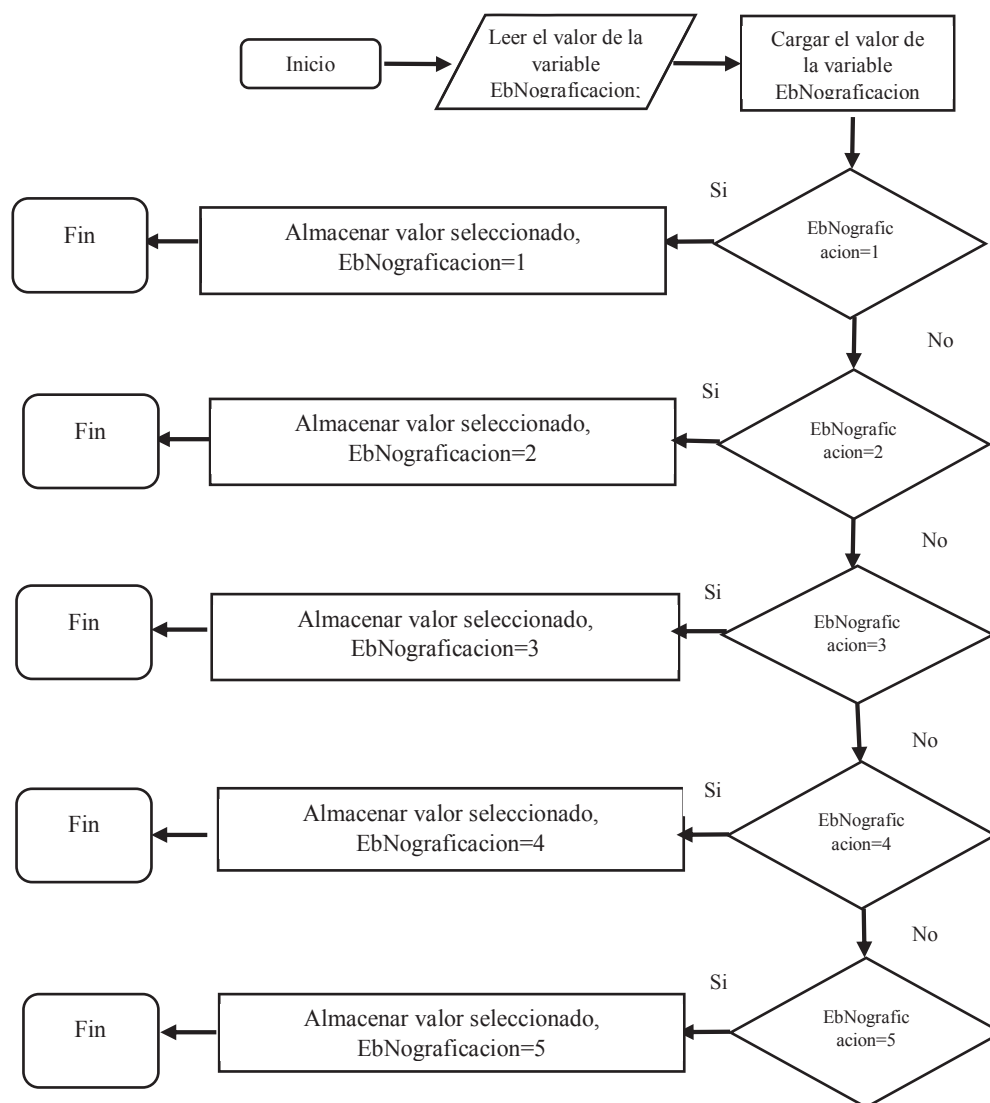 Inicio
Leer el valor de la
variable
EbNograficacion;
Cargar el valor de
la variable
EbNograficacion
Si
EbNografic
acion=1
Almacenar valor seleccionado,
EbNograficacion=1
Fin
No
Si
EbNografic
acion=2
Almacenar valor seleccionado,
EbNograficacion=2
Fin
No
Si
EbNografic
acion=3
Almacenar valor seleccionado,
EbNograficacion=3
Fin
No
Si
EbNografic
acion=4
Almacenar valor seleccionado,
EbNograficacion=4
Fin
No
Si
EbNografic
acion=5
Almacenar valor seleccionado,
EbNograficacion=5
Fin